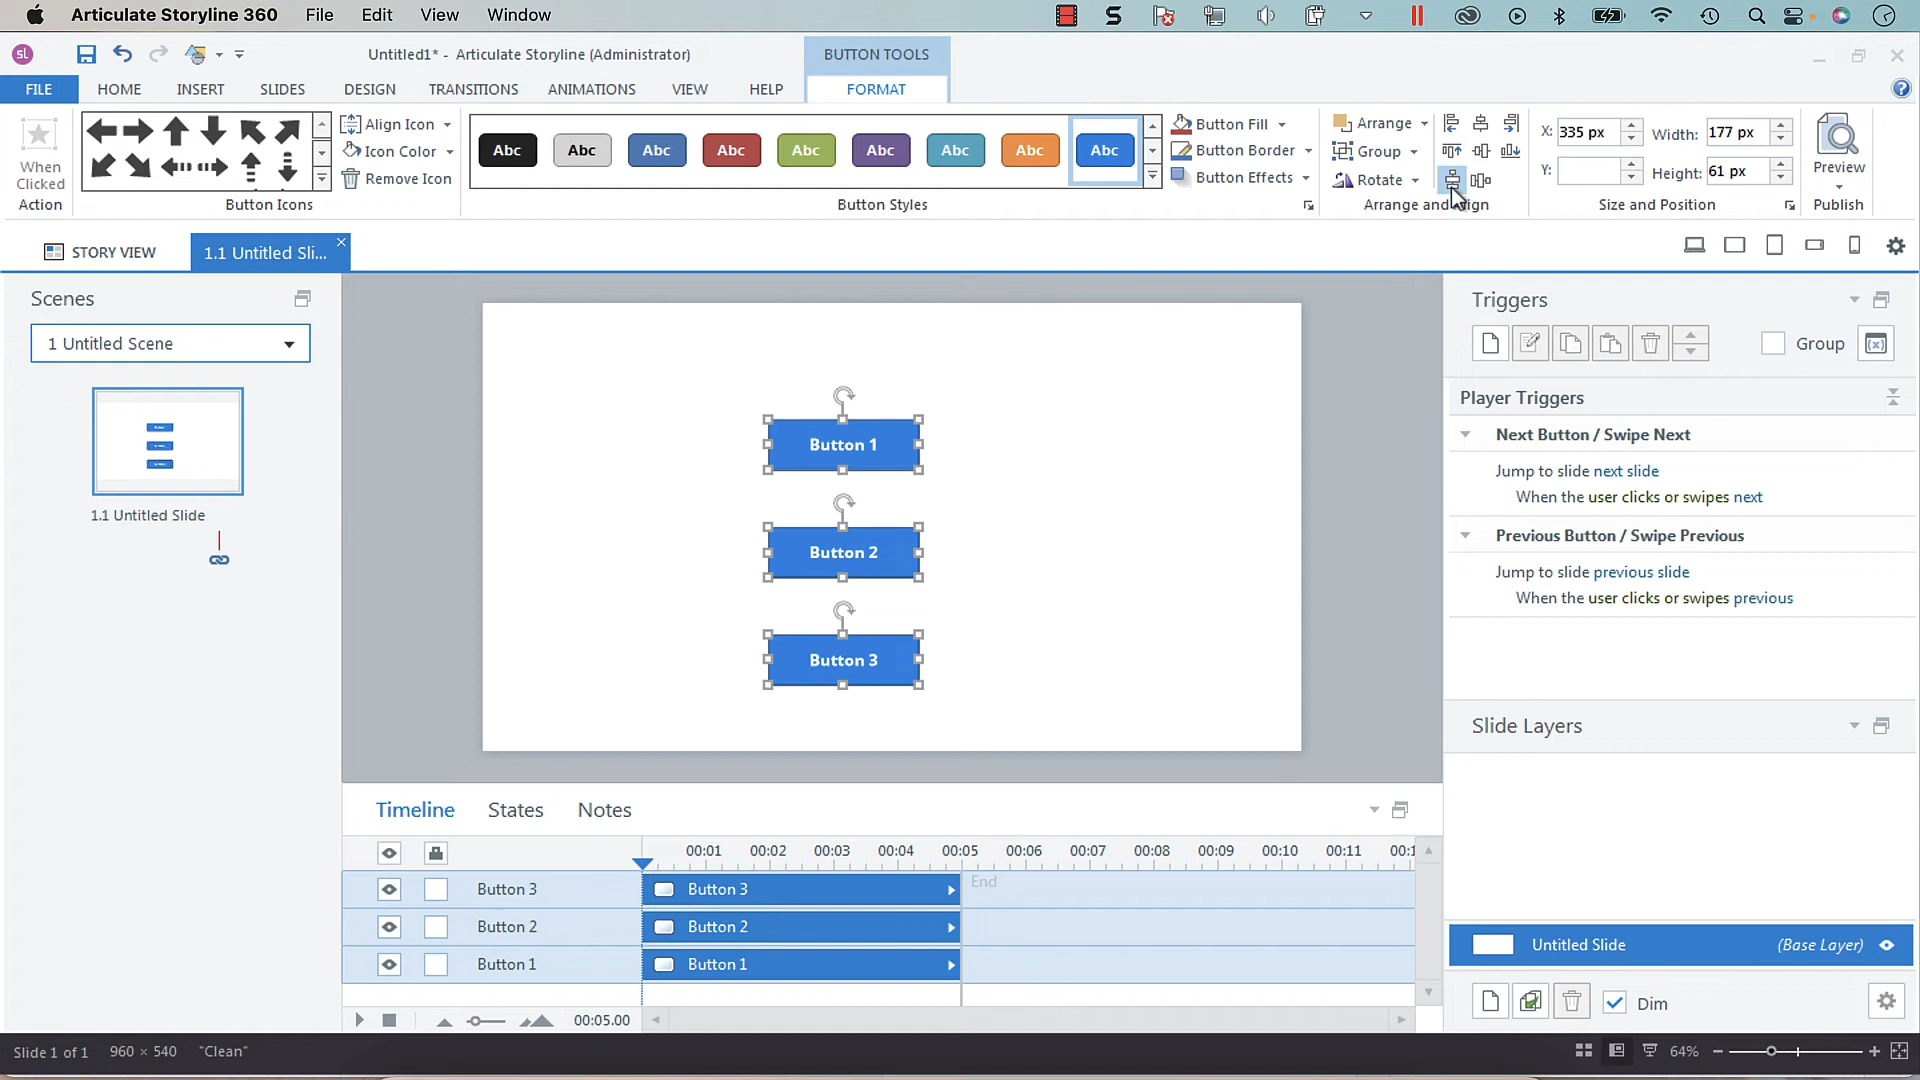 Articulate Storyline 360 File Edit View Window
Untitled1* - Articulate Storyline (Administrator)
BUTTON TOOLS
FILE HOME INSERT SLIDES DESIGN TRANSITIONS ANIMATIONS VIEW HELP FORMAT
When Clicked
Action
Align Icon
Icon Color
Remove Icon
Button Icons
Abc Abc Abc Abc Abc Abc Abc Abc Abc
Button Styles
Button Fill
Button Border
Button Effects
Arrange
Group
Rotate
Arrange and Align
X: 335 px
Y:
Width: 177 px
Height: 61 px
Size and Position
Preview
Publish
STORY VIEW
1.1 Untitled Sli...
Scenes
1 Untitled Scene
1.1 Untitled Slide
Button 1
Button 2
Button 3
Triggers
Group
Player Triggers
Next Button / Swipe Next
Jump to slide next slide
When the user clicks or swipes next
Previous Button / Swipe Previous
Jump to slide previous slide
When the user clicks or swipes previous
Slide Layers
Untitled Slide (Base Layer)
Dim
Timeline States Notes
00:01 00:02 00:03 00:04 00:05 00:06 00:07 00:08 00:09 00:10 00:11 00:1
Button 3 Button 3 End
Button 2 Button 2
Button 1 Button 1
00:05.00
Slide 1 of 1 960 × 540 "Clean" 64%